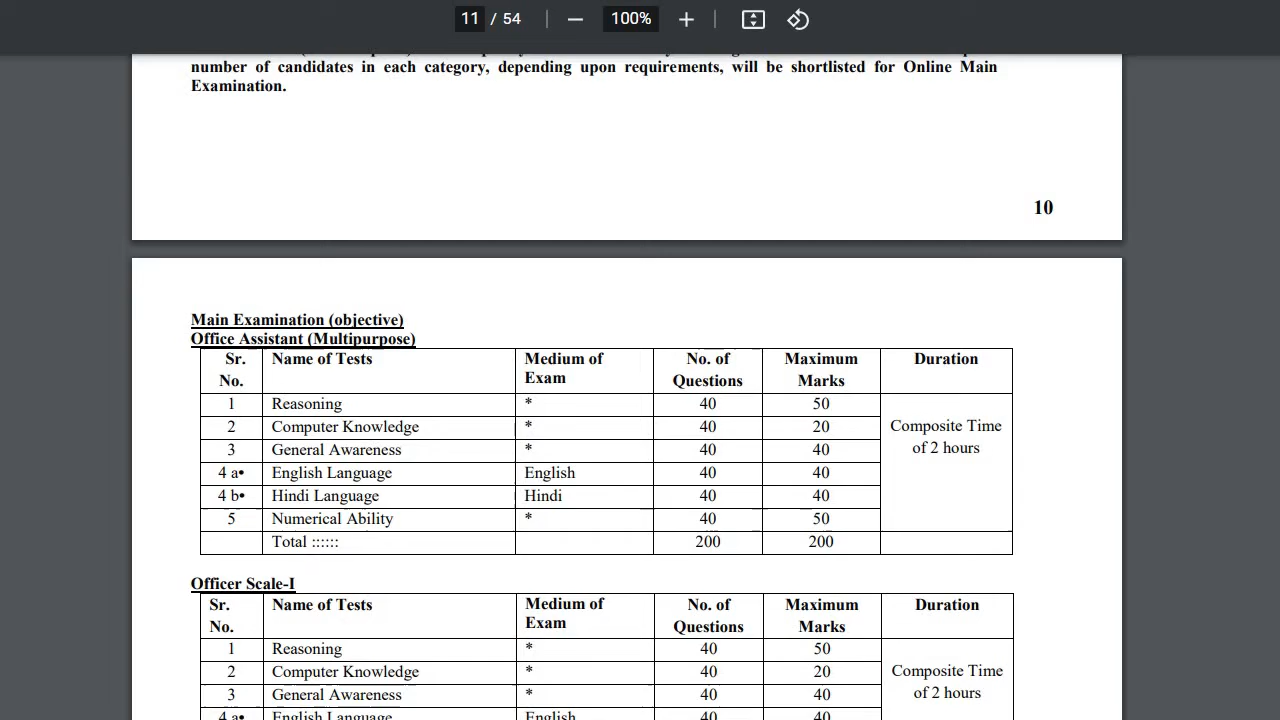 11 / 54 100%
number of candidates in each category, depending upon requirements, will be shortlisted for Online Main
Examination.
10
Main Examination (objective)
Office Assistant (Multipurpose)
Sr. No. Name of Tests Medium of Exam No. of Questions Maximum Marks Duration
1 Reasoning * 40 50 Composite Time of 2 hours
2 Computer Knowledge * 40 20
3 General Awareness * 40 40
4 a• English Language English 40 40
4 b• Hindi Language Hindi 40 40
5 Numerical Ability * 40 50
Total :::::: 200 200
Officer Scale-I
Sr. No. Name of Tests Medium of Exam No. of Questions Maximum Marks Duration
1 Reasoning * 40 50 Composite Time of 2 hours
2 Computer Knowledge * 40 20
3 General Awareness * 40 40
4 a• English Language English 40 40